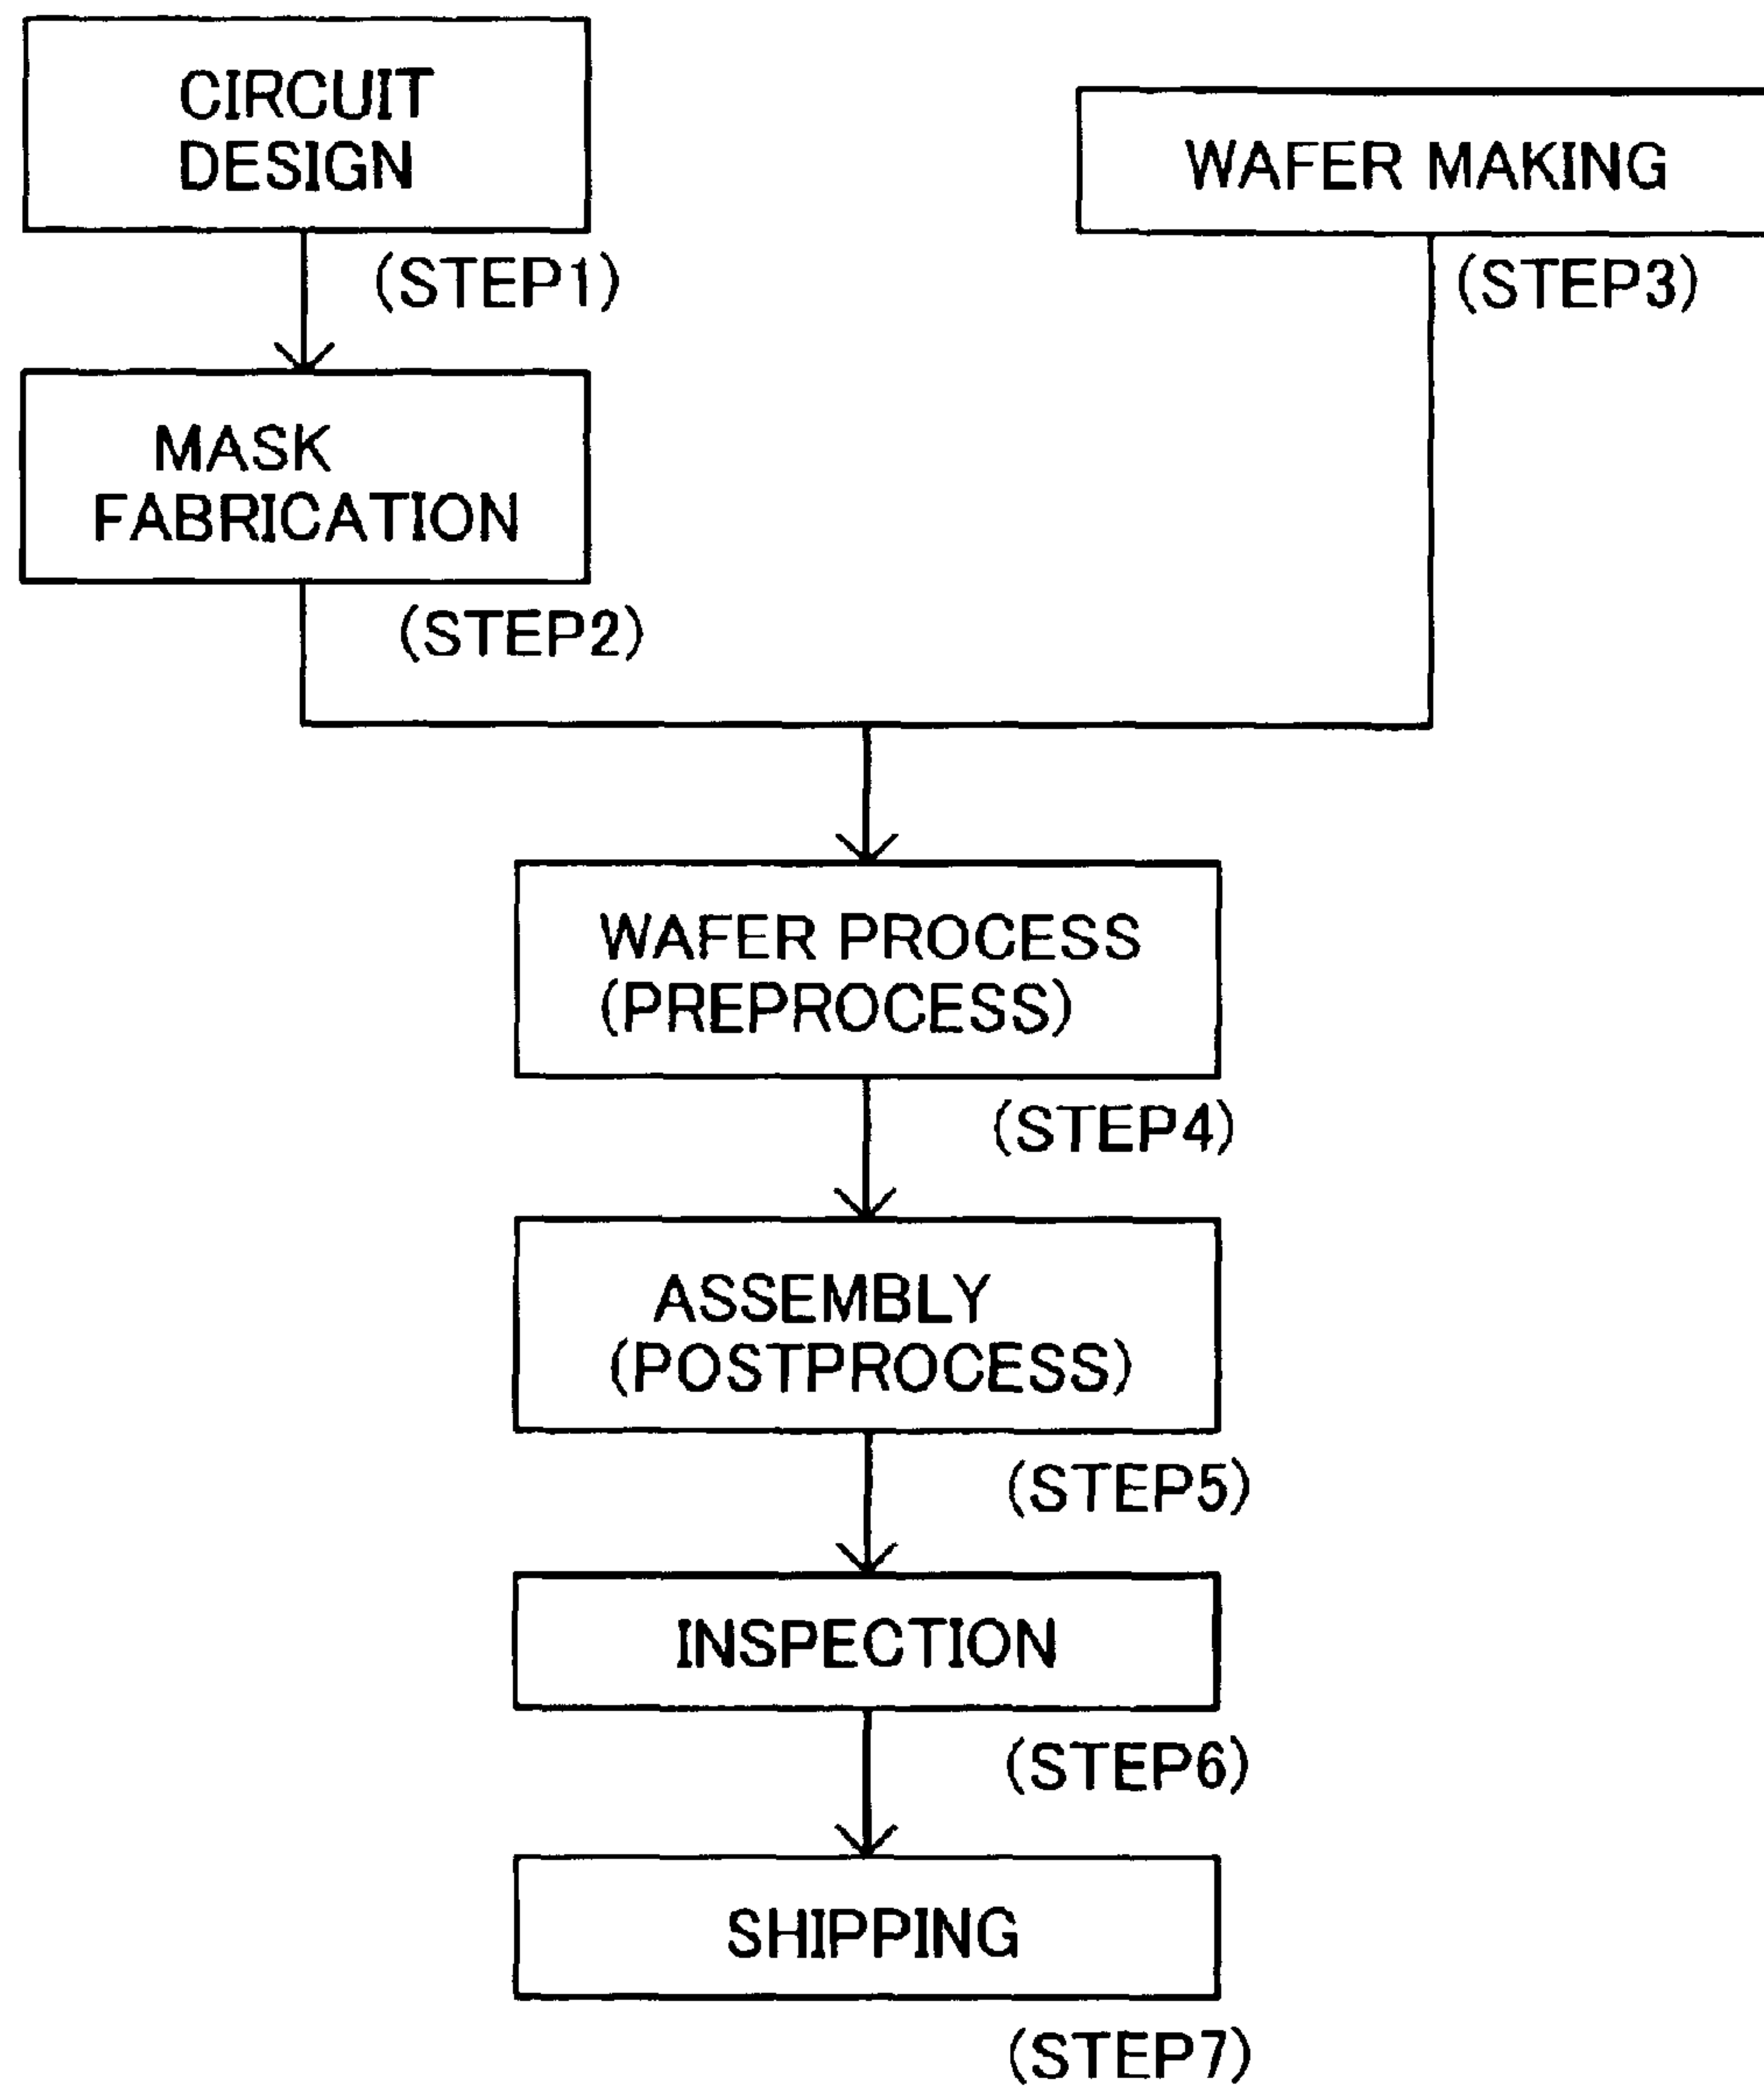 CIRCUIT
DESIGN
(STEP1)
WAFER MAKING
(STEP3)
MASK
FABRICATION
(STEP2)
WAFER PROCESS
(PREPROCESS)
(STEP4)
ASSEMBLY
(POSTPROCESS)
(STEP5)
INSPECTION
(STEP6)
SHIPPING
(STEP7)